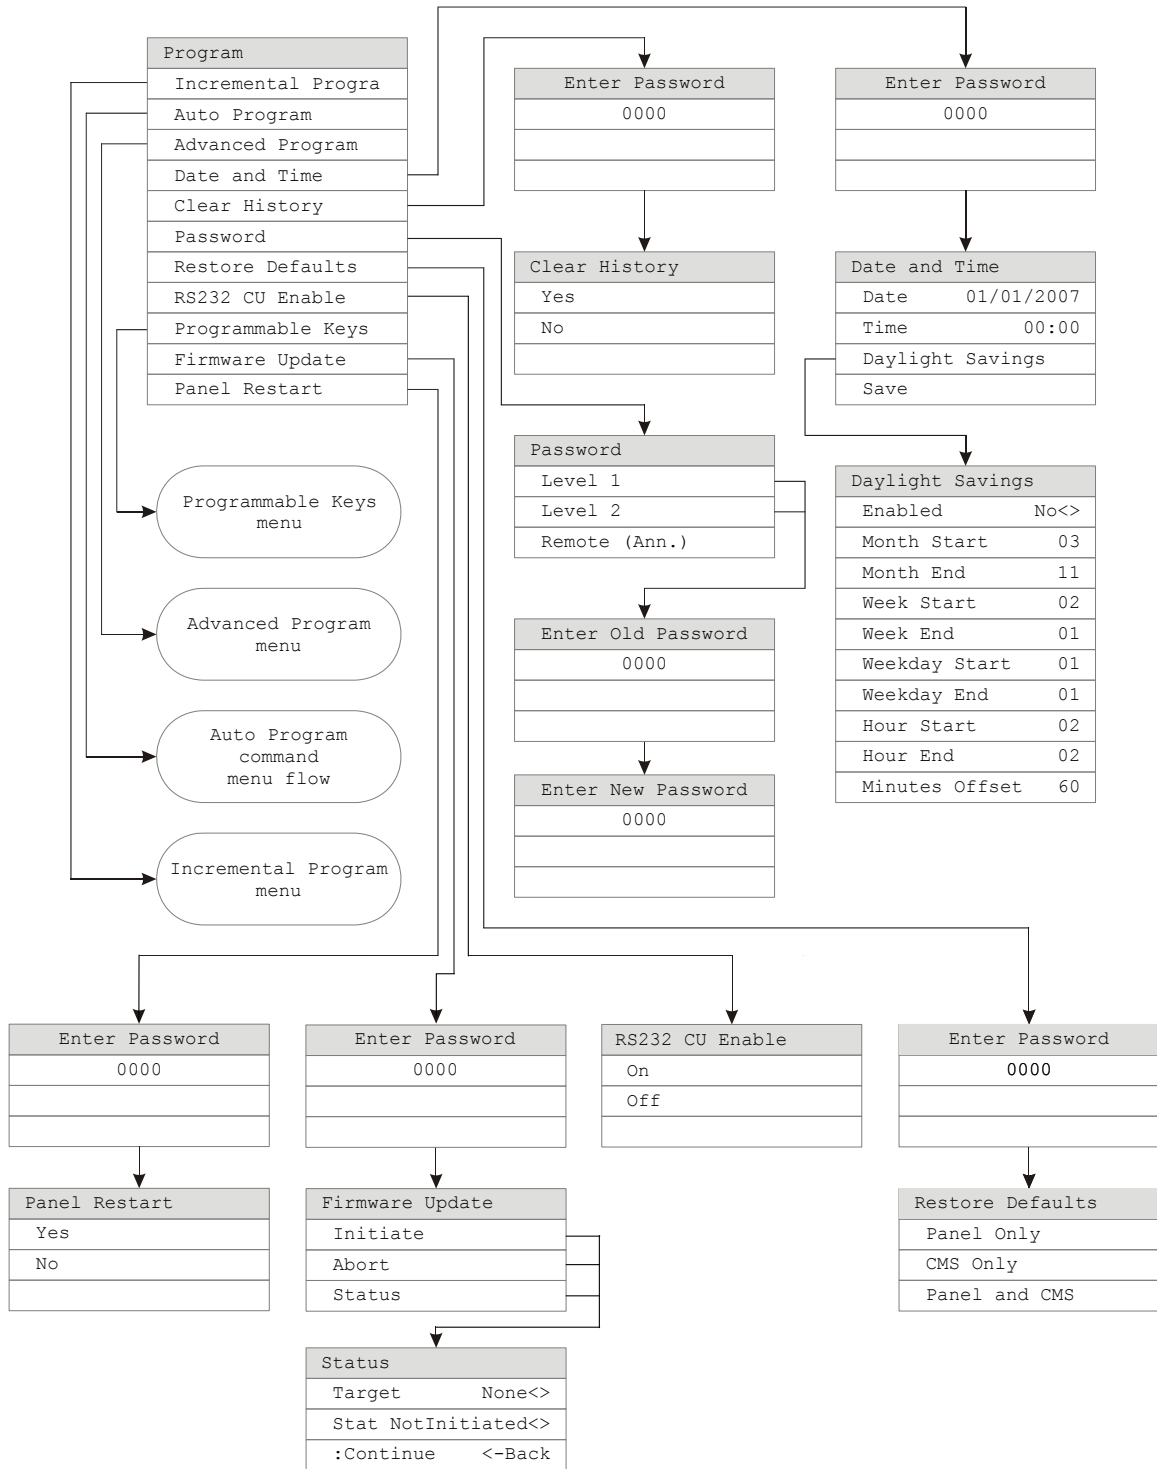 Program
Incremental Progra
Auto Program
Advanced Program
Date and Time
Clear History
Password
Restore Defaults
RS232 CU Enable
Programmable Keys
Firmware Update
Panel Restart
Enter Password
0000
Clear History
Yes
No
Enter Password
0000
Date and Time
Date 01/01/2007
Time 00:00
Daylight Savings
Save
Password
Level 1
Level 2
Remote (Ann.)
Enter Old Password
0000
Enter New Password
0000
Daylight Savings
Enabled No<>
Month Start 03
Month End 11
Week Start 02
Week End 01
Weekday Start 01
Weekday End 01
Hour Start 02
Hour End 02
Minutes Offset 60
Programmable Keys
menu
Advanced Program
menu
Auto Program
command
menu flow
Incremental Program
menu
Enter Password
0000
Panel Restart
Yes
No
Enter Password
0000
Firmware Update
Initiate
Abort
Status
Status
Target None<>
Stat NotInitiated<>
:Continue <-Back
RS232 CU Enable
On
Off
Enter Password
0000
Restore Defaults
Panel Only
CMS Only
Panel and CMS